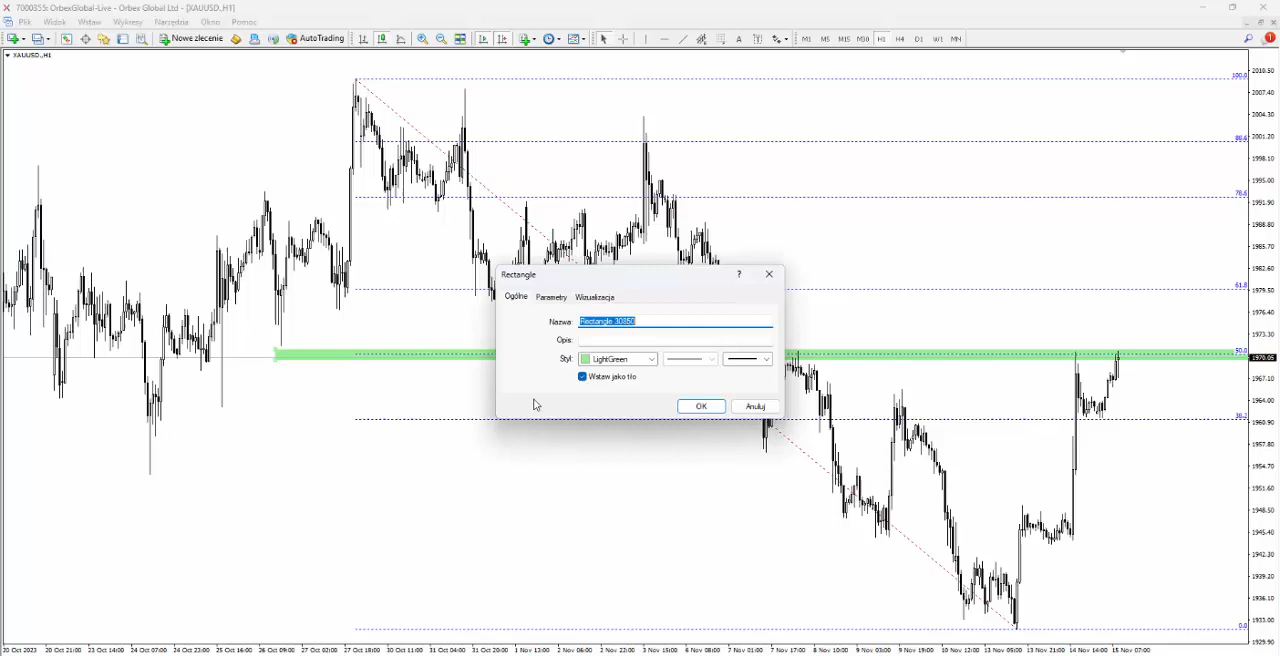 7000355: OrbexGlobal-Live - Orbex Global Ltd - [XAUUSD.,H1]
Plik Widok Wstaw Wykresy Narzędzia Okno Pomoc
Nowe zlecenie AutoTrading A T M1 M5 M15 M30 H1 H4 D1 W1 MN 1
XAUUSD.,H1
100.0
88.6
78.6
61.8
50.0
38.2
0.0
2010.50
2007.40
2004.30
2001.20
1998.10
1995.00
1991.90
1988.80
1985.70
1982.60
1979.50
1976.40
1973.30
1970.05
1967.10
1964.00
1960.90
1957.80
1954.70
1951.60
1948.50
1945.40
1942.30
1939.20
1936.10
1933.00
1929.90
Rectangle ?
Ogólne Parametry Wizualizacja
Nazwa: Rectangle 30850
Opis:
Styl: LightGreen
Wstaw jako tło
OK Anuluj
20 Oct 2023 20 Oct 21:00 23 Oct 14:00 24 Oct 07:00 24 Oct 23:00 25 Oct 16:00 26 Oct 09:00 27 Oct 02:00 27 Oct 18:00 30 Oct 11:00 31 Oct 04:00 31 Oct 20:00 1 Nov 13:00 2 Nov 06:00 2 Nov 22:00 3 Nov 15:00 6 Nov 08:00 7 Nov 01:00 7 Nov 17:00 8 Nov 10:00 9 Nov 03:00 9 Nov 19:00 10 Nov 12:00 13 Nov 05:00 13 Nov 21:00 14 Nov 14:00 15 Nov 07:00